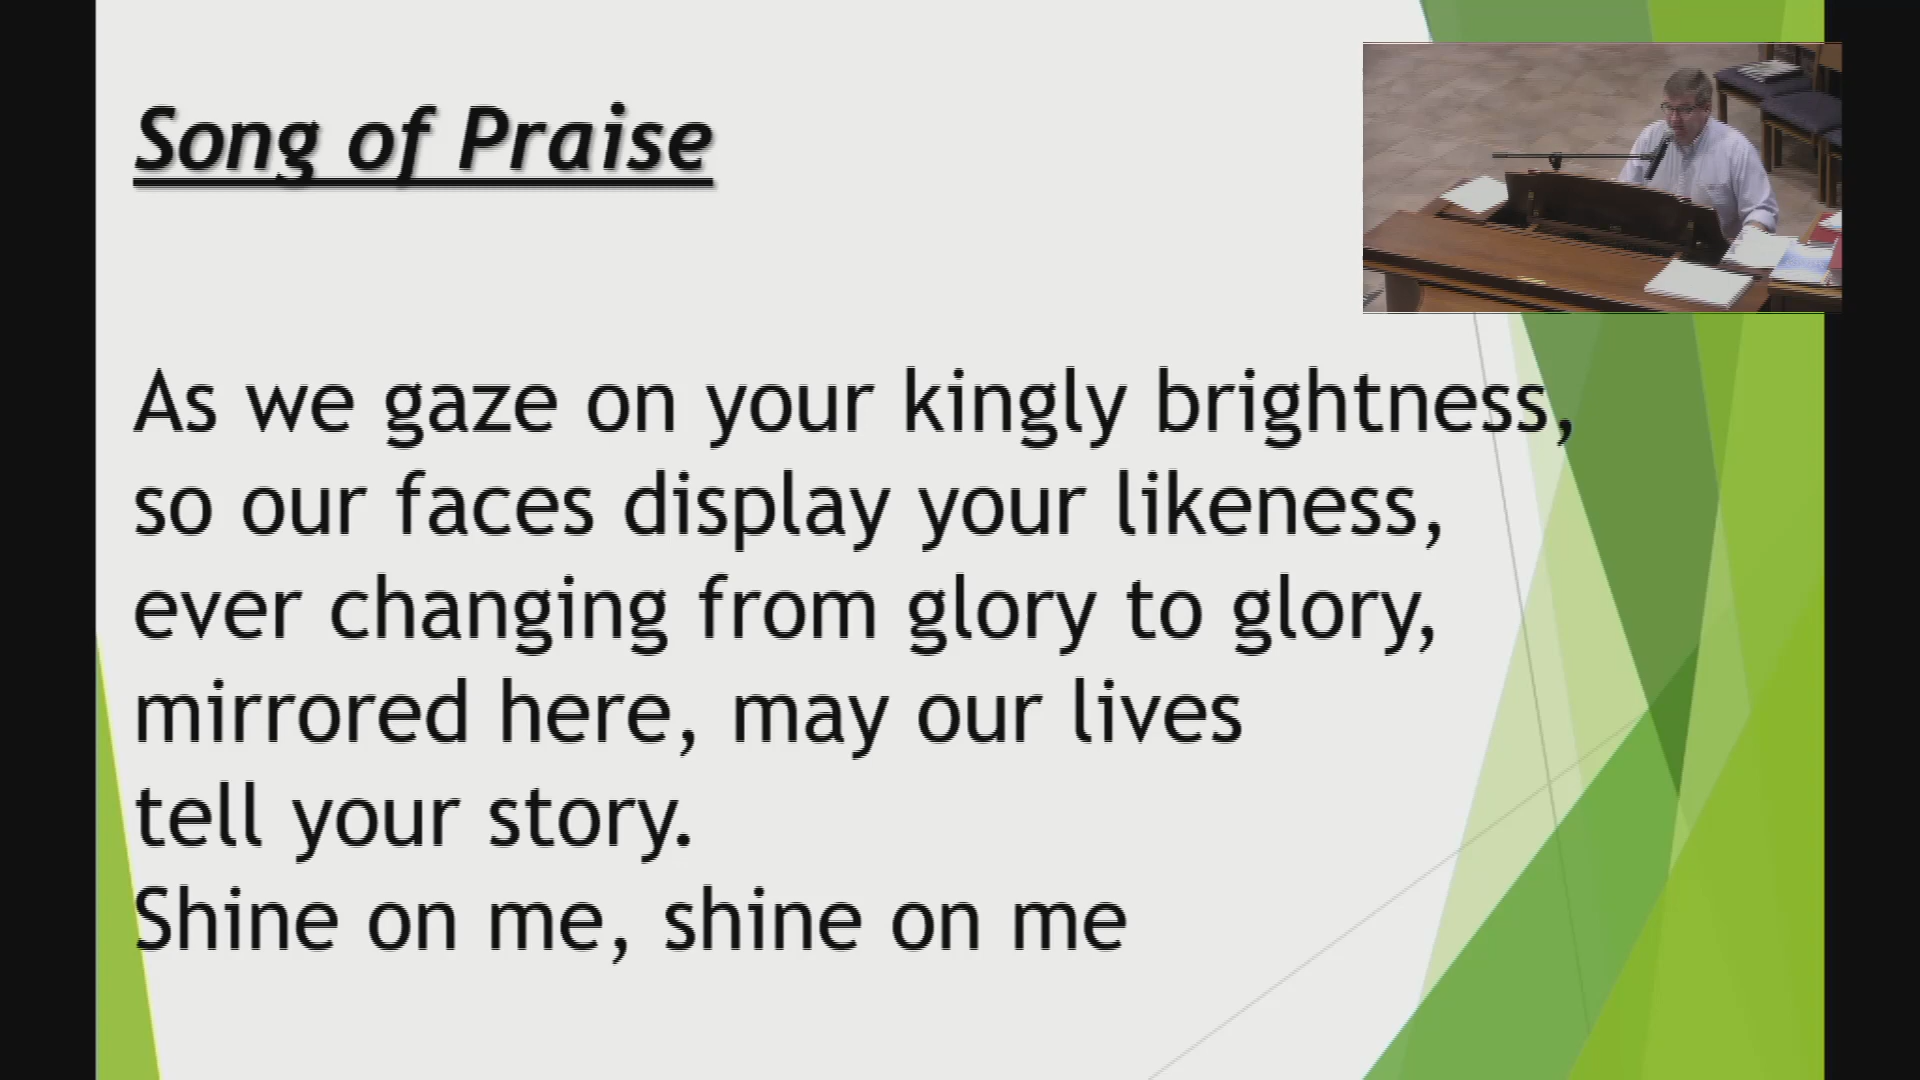 Song of Praise
As we gaze on your kingly brightness,
so our faces display your likeness,
ever changing from glory to glory,
mirrored here, may our lives
tell your story.
Shine on me, shine on me